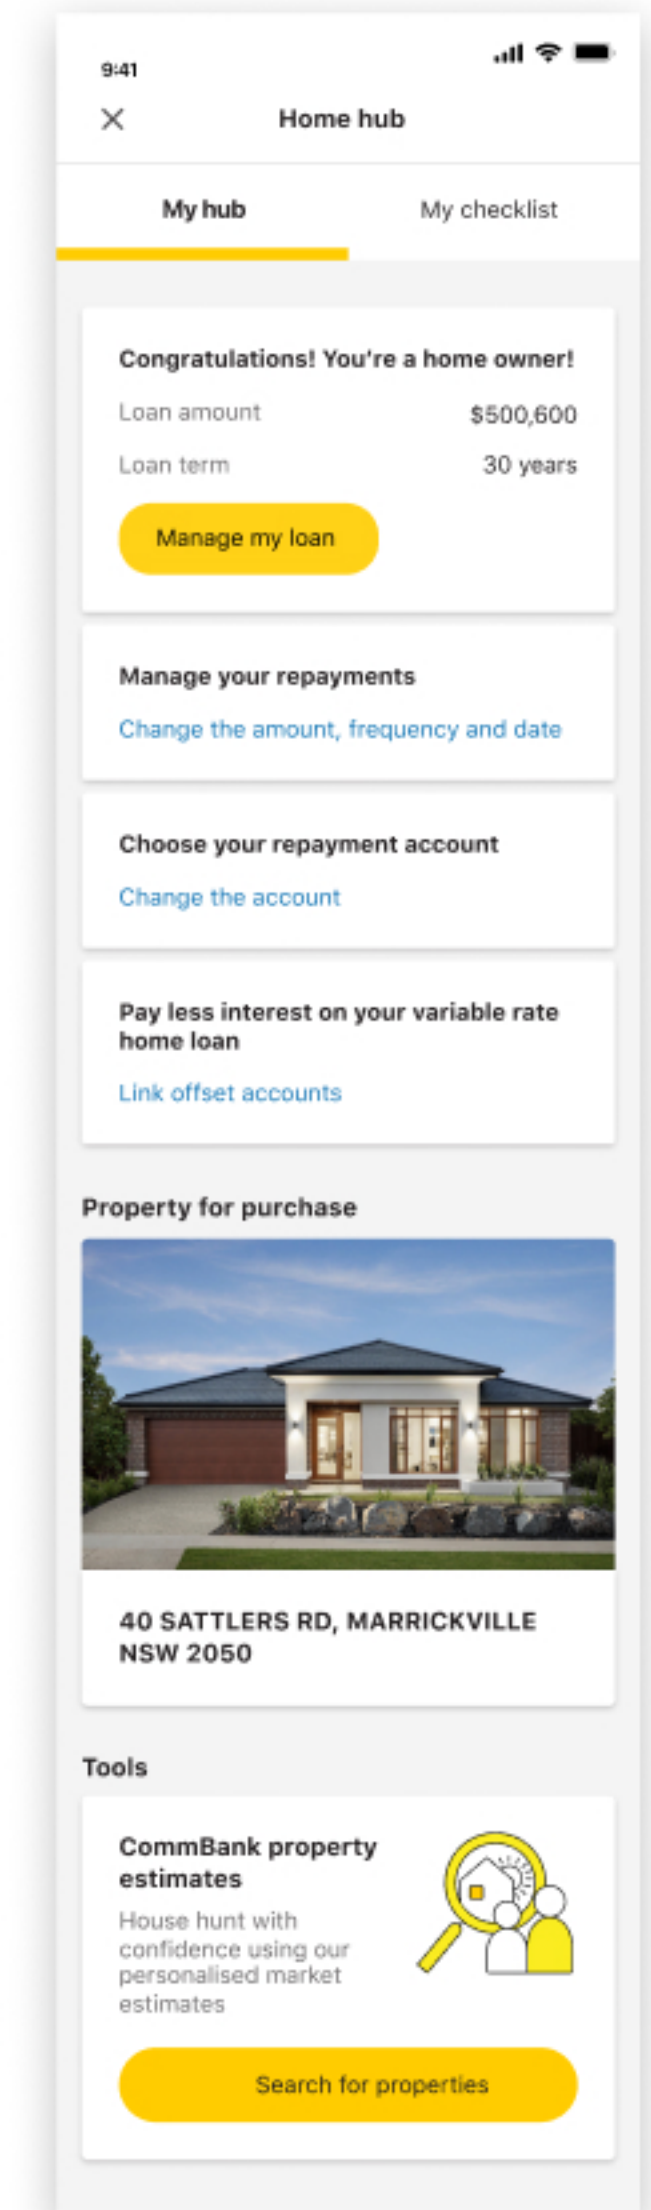 9:41
Home hub
My hub
My checklist
Congratulations! You're a home owner!
Loan amount
$500,600
Loan term
30 years
Manage my loan
Manage your repayments
Change the amount, frequency and date
Choose your repayment account
Change the account
Pay less interest on your variable rate
home loan
Link offset accounts
Property for purchase
40 SATTLERS RD, MARRICKVILLE
NSW 2050
Tools
CommBank property
estimates
House hunt with
confidence using our
personalised market
estimates
Search for properties